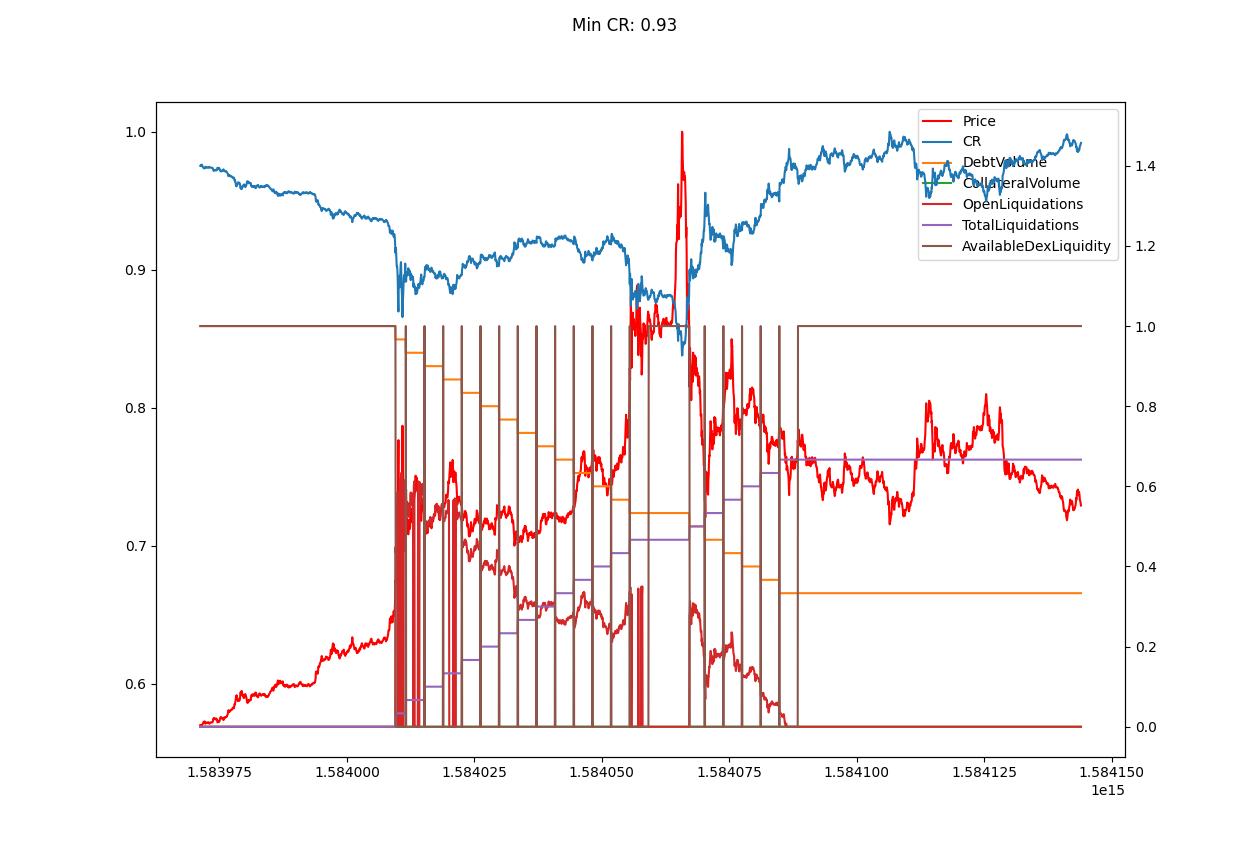 Min CR: 0.93
1.0
0.9
0.8
0.7
0.6
1.4
1.2
1.0
0.8
0.6
0.4
0.2
0.0
Price
CR
DebtVolume
CollateralVolume
OpenLiquidations
TotalLiquidations
AvailableDexLiquidity
1.583975 1.584000 1.584025 1.584050 1.584075 1.584100 1.584125 1.584150
1e15